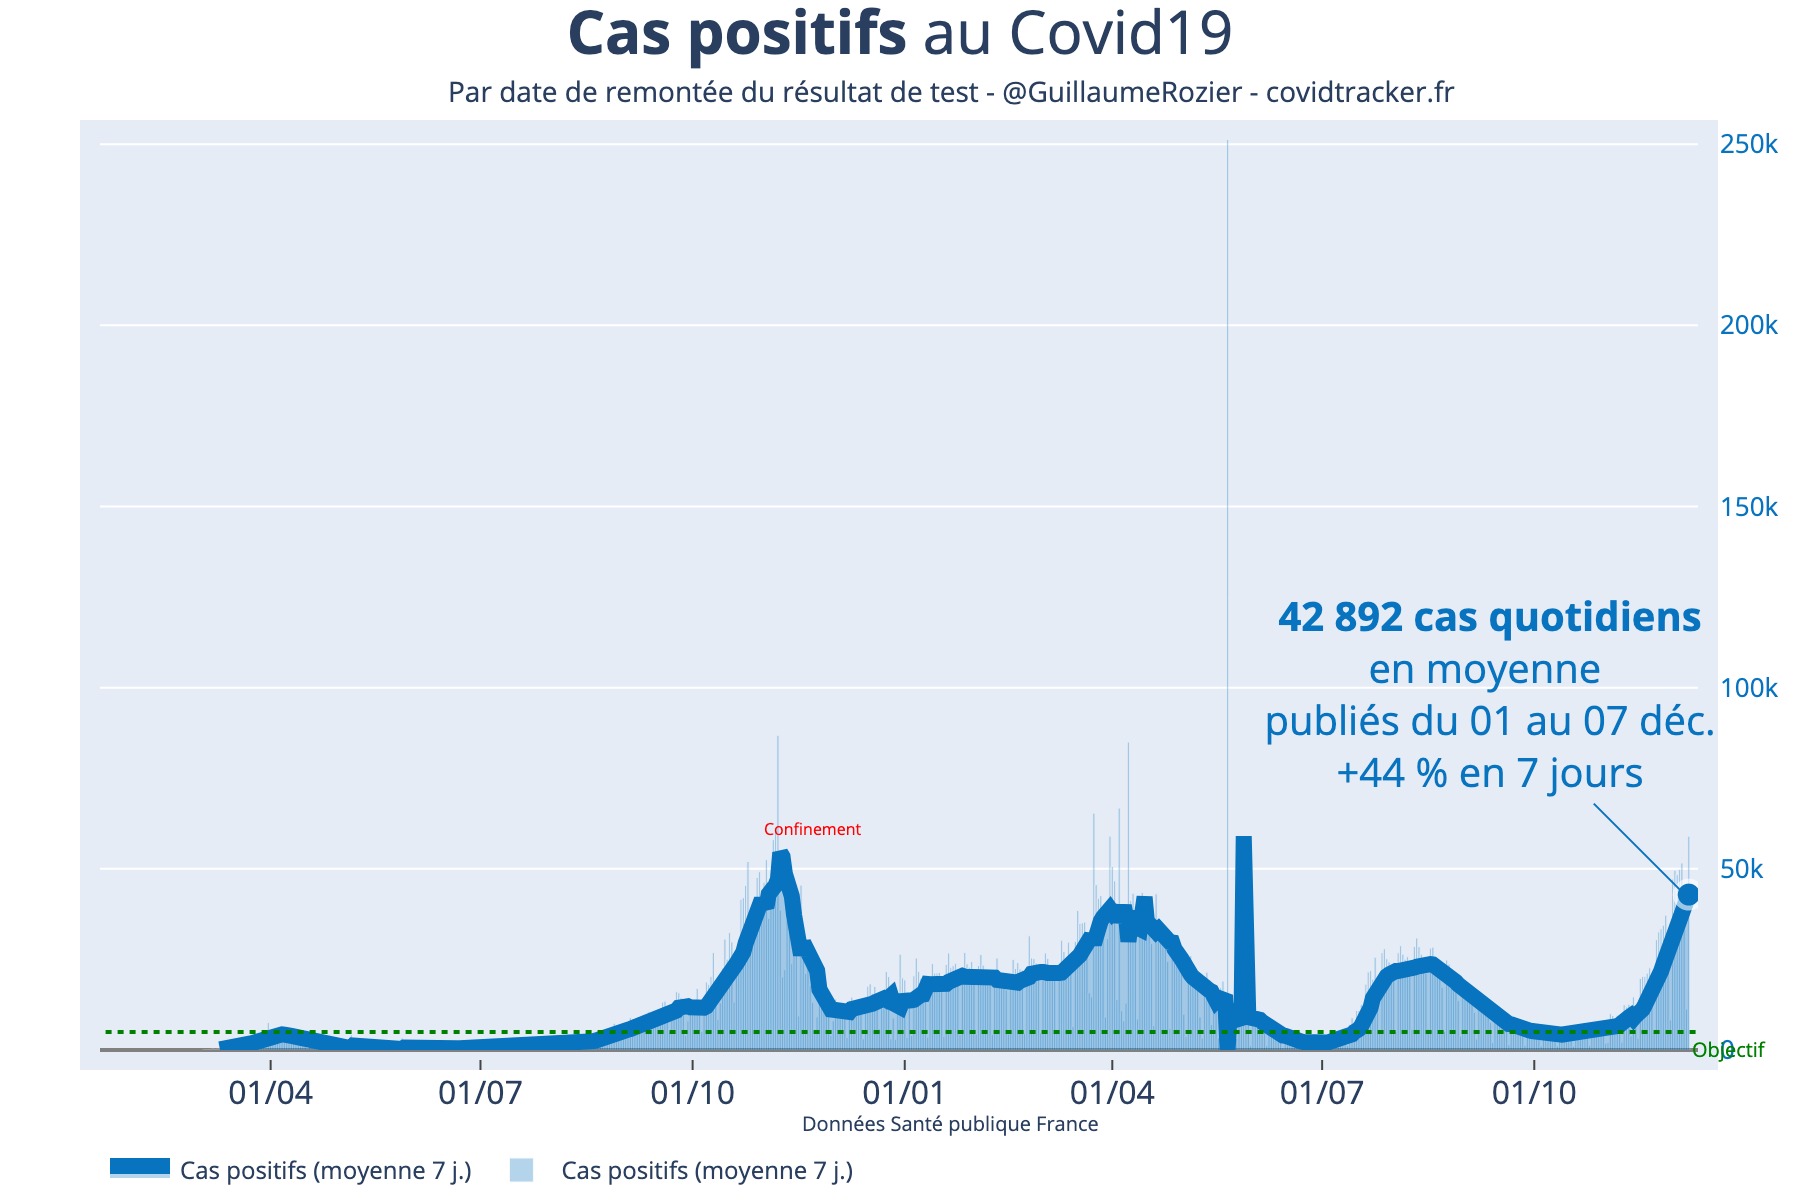 Cas positifs au Covid19
Par date de remontée du résultat de test - @GuillaumeRozier - covidtracker.fr
250k
200k
150k
42 892 cas quotidiens
en moyenne
100k
publiés du 01 au 07 déc.
+44 % en 7 jours
Confinement
50k
0
Objectif
01/04 01/07 01/10 01/01 01/04 01/07 01/10
Données Santé publique France
Cas positifs (moyenne 7 j.) Cas positifs (moyenne 7 j.)